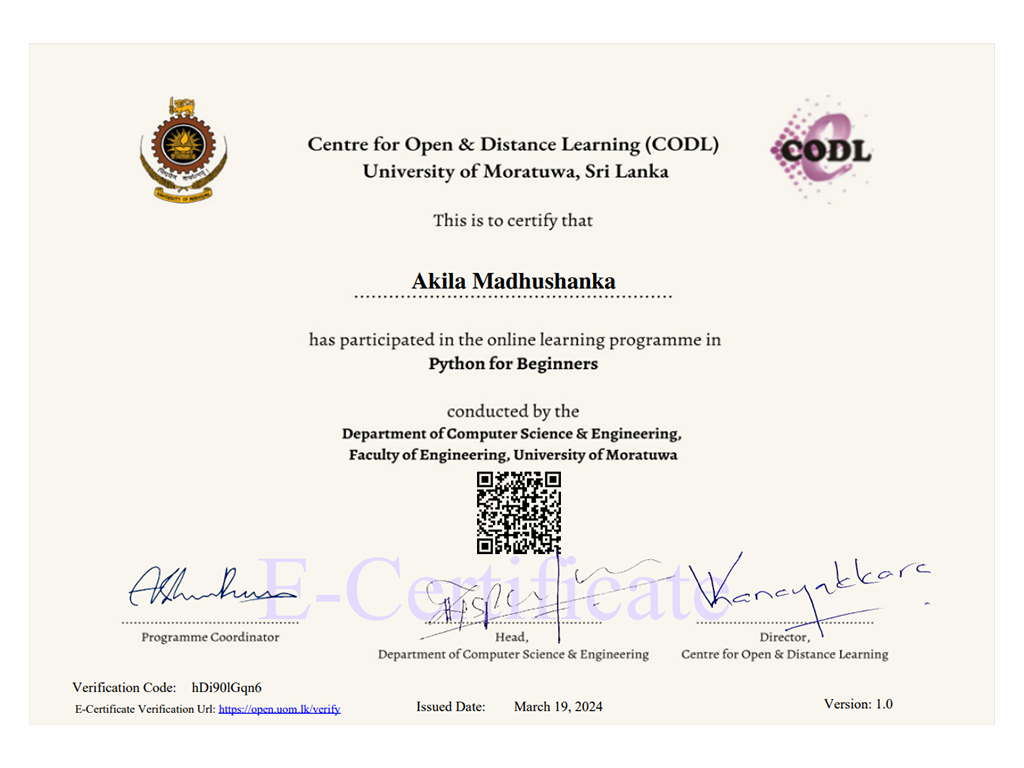 Centre for Open & Distance Learning (CODL)
University of Moratuwa, Sri Lanka
CODL
UNIVERSITY OF MORATUWA
This is to certify that
Akila Madhushanka
has participated in the online learning programme in
Python for Beginners
conducted by the
Department of Computer Science & Engineering,
Faculty of Engineering, University of Moratuwa
E-Certificate
Programme Coordinator
Head,
Department of Computer Science & Engineering
Director,
Centre for Open & Distance Learning
Verification Code: hDi90lGqn6
E-Certificate Verification Url: https://open.uom.lk/verify
Issued Date: March 19, 2024
Version: 1.0